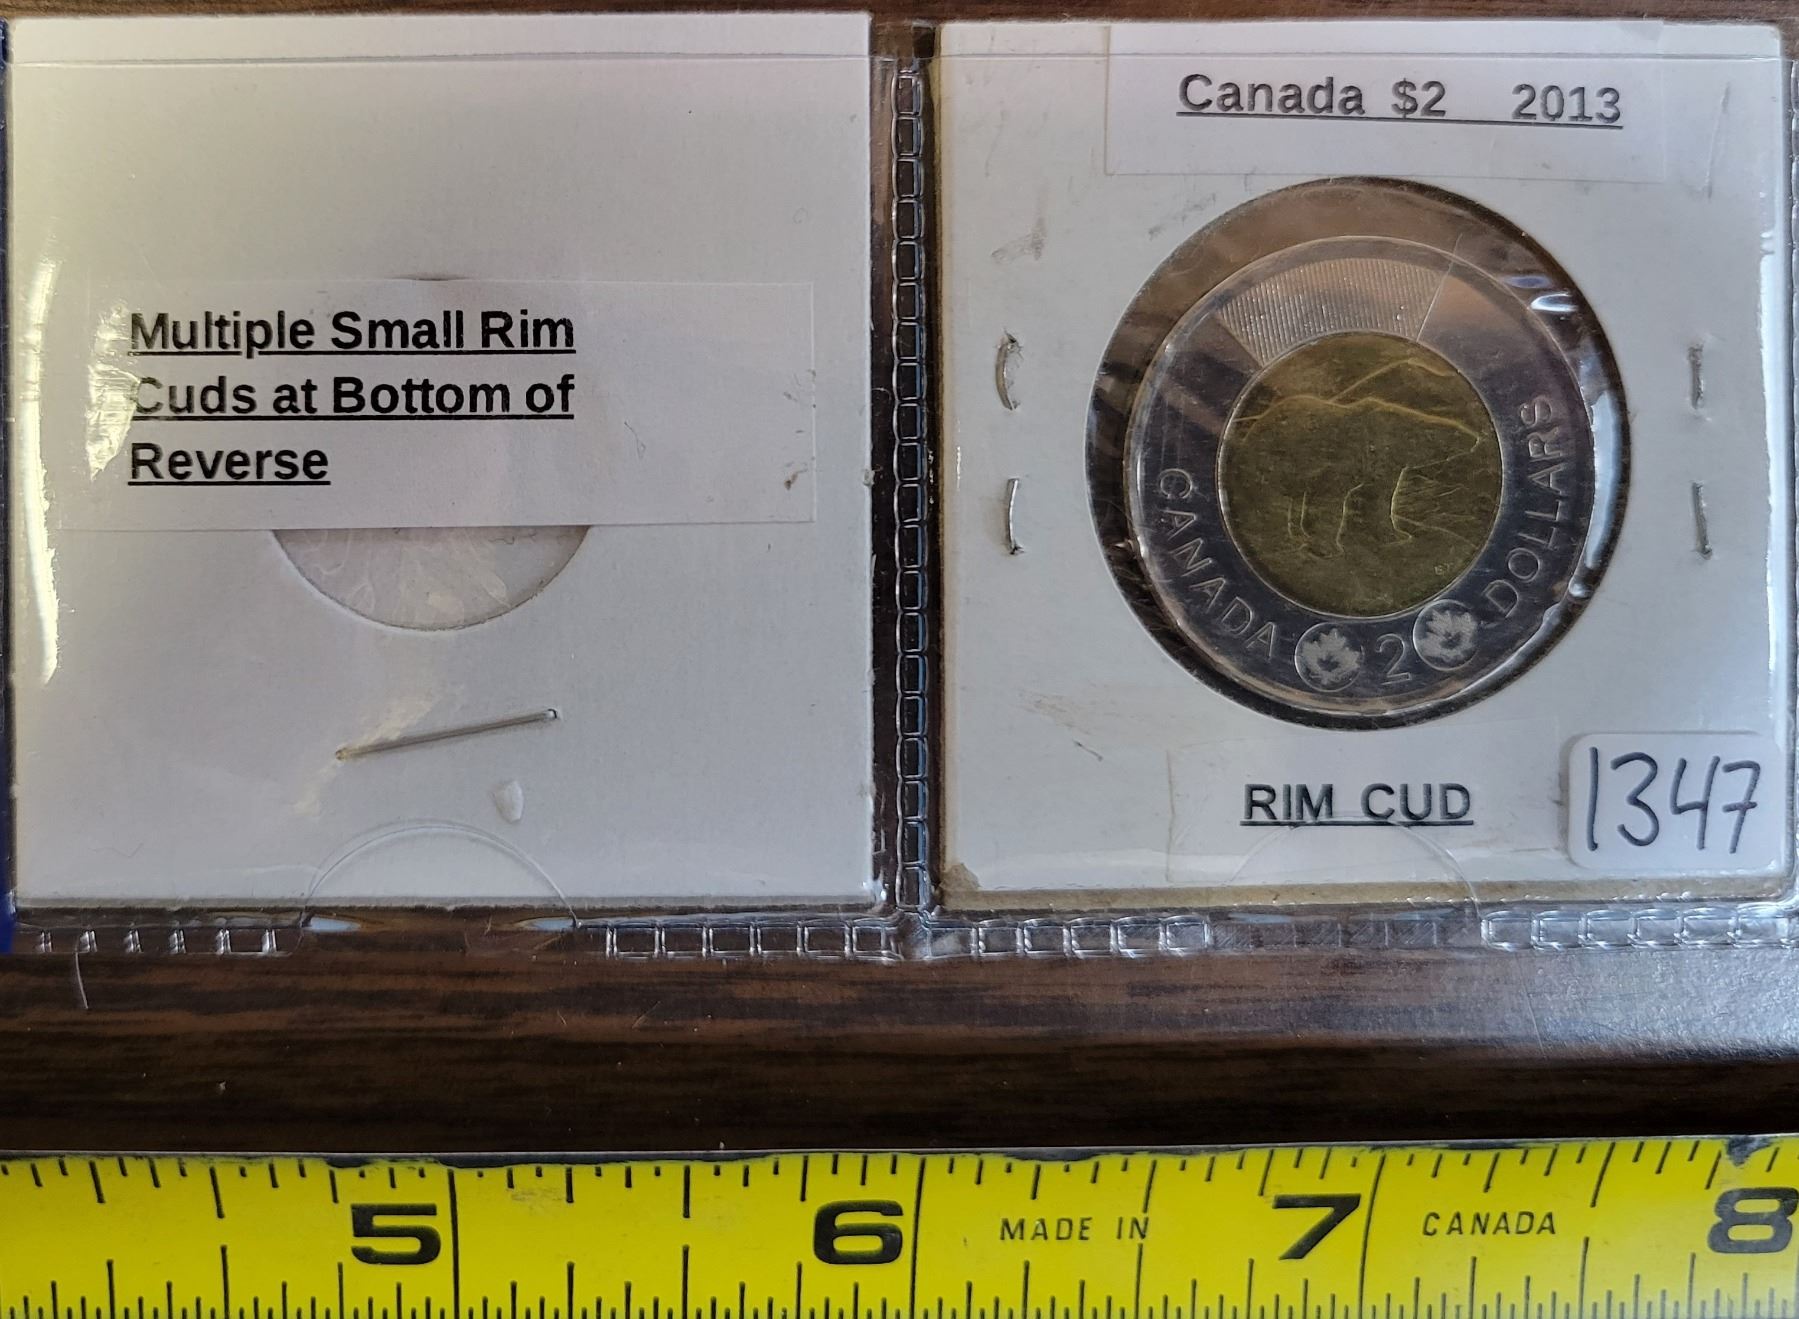 Multiple Small Rim
Cuds at Bottom of
Reverse
Canada $2 2013
CANADA 2 DOLLARS
RIM CUD
1347
5 6 MADE IN 7 CANADA 8